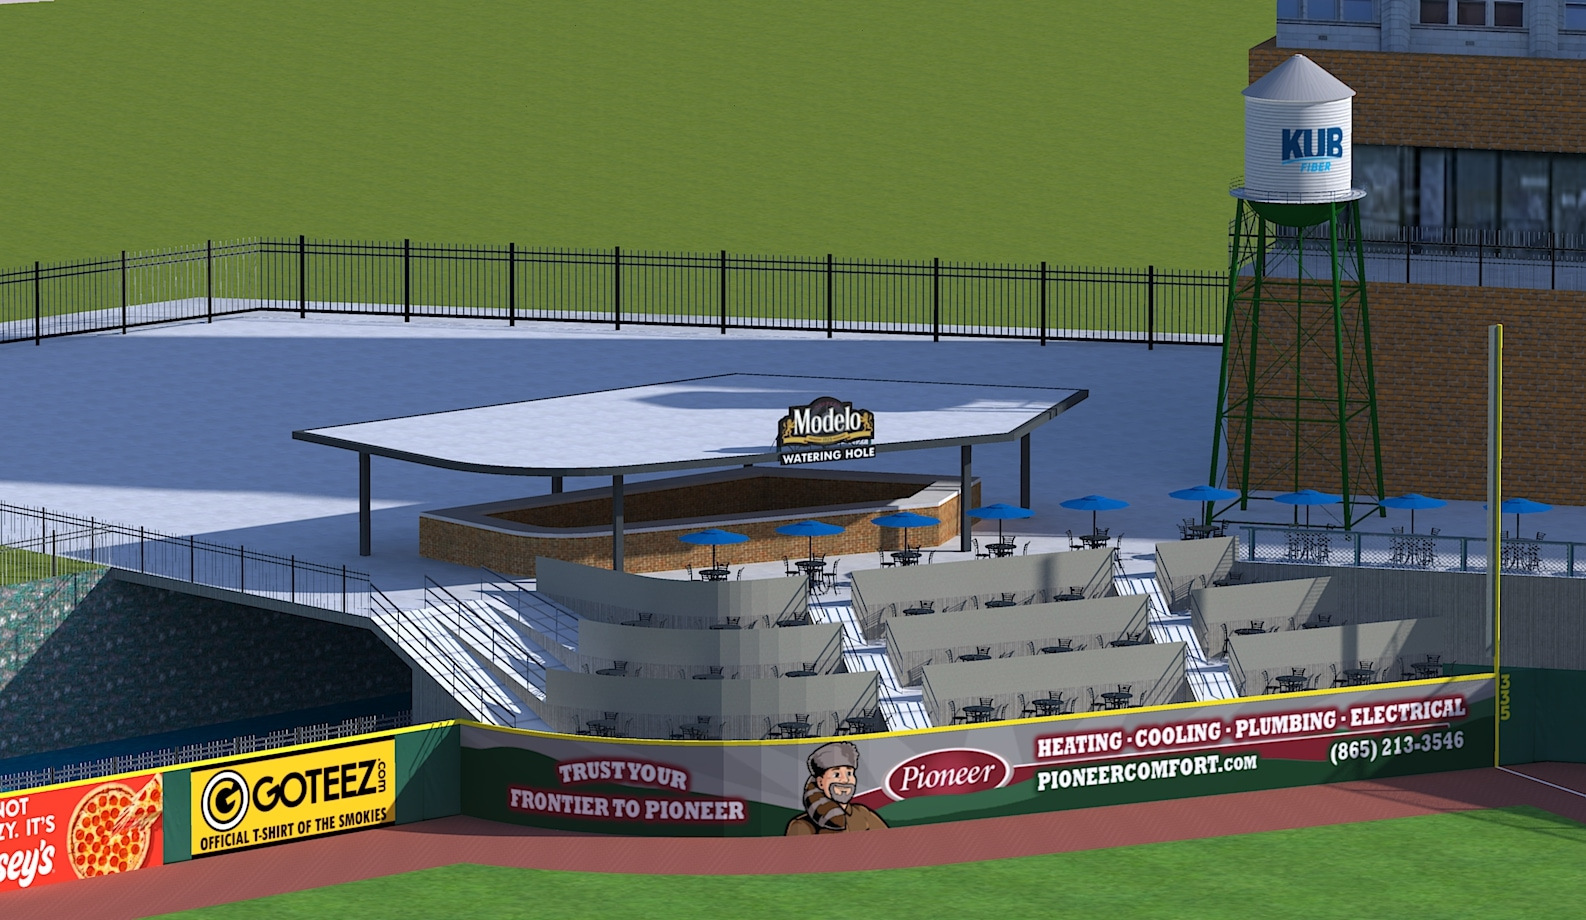 KUB
FIBER
Modelo
WATERING HOLE
335
HEATING · COOLING · PLUMBING · ELECTRICAL
PIONEERCOMFORT.COM
(865) 213-3546
Pioneer
TRUST YOUR
FRONTIER TO PIONEER
G
GOTEEZ.com
OFFICIAL T-SHIRT OF THE SMOKIES
NOT
ZY. IT'S
sey's